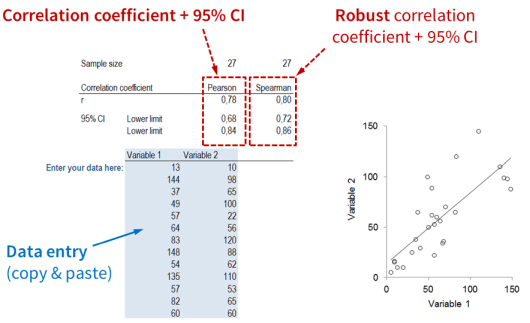 Correlation coefficient + 95% CI
Robust correlation
coefficient + 95% CI
Sample size 27 27
Correlation coefficient Pearson Spearman
r 0,78 0,80
95% CI Lower limit 0,68 0,72
Lower limit 0,84 0,86
Variable 1 Variable 2
Enter your data here: 13 10
144 98
37 65
49 100
57 22
64 56
83 120
148 88
54 62
135 110
57 53
82 65
60 60
Data entry
(copy & paste)
150
100
50
0
Variable 2
0 50 100 150
Variable 1